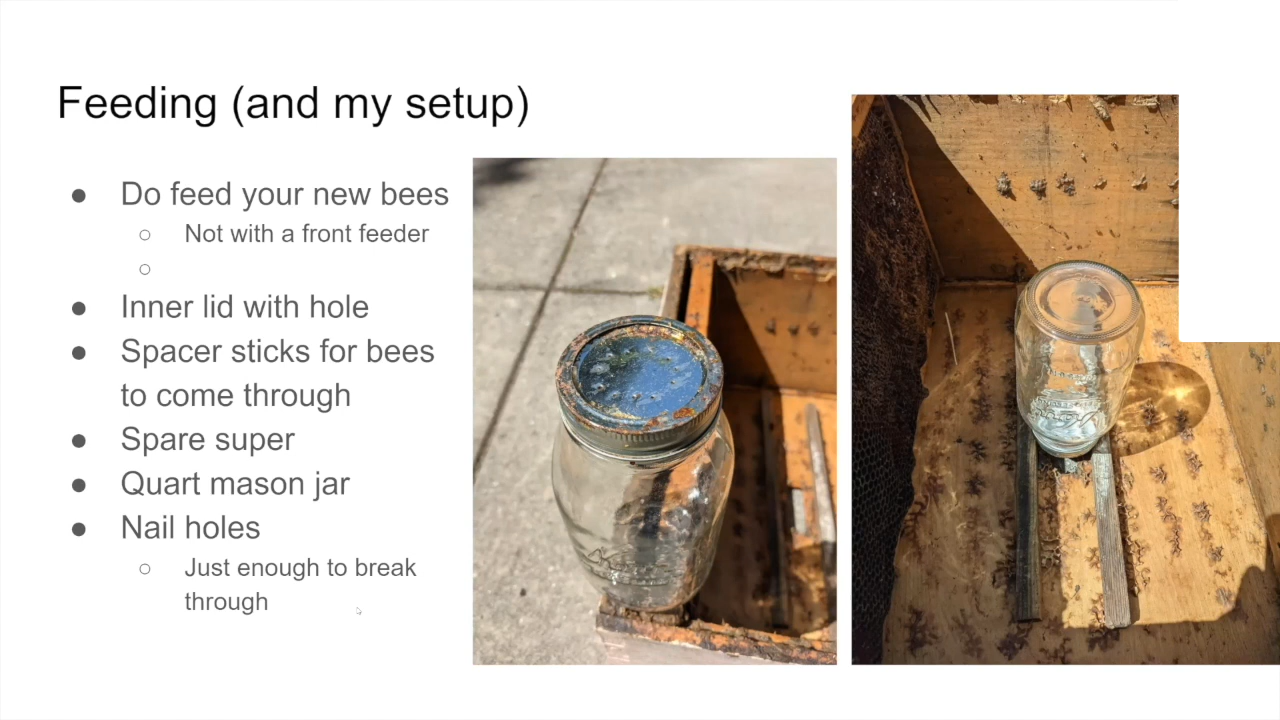 Feeding (and my setup)
● Do feed your new bees
○ Not with a front feeder
○
● Inner lid with hole
● Spacer sticks for bees
to come through
● Spare super
● Quart mason jar
● Nail holes
○ Just enough to break
through